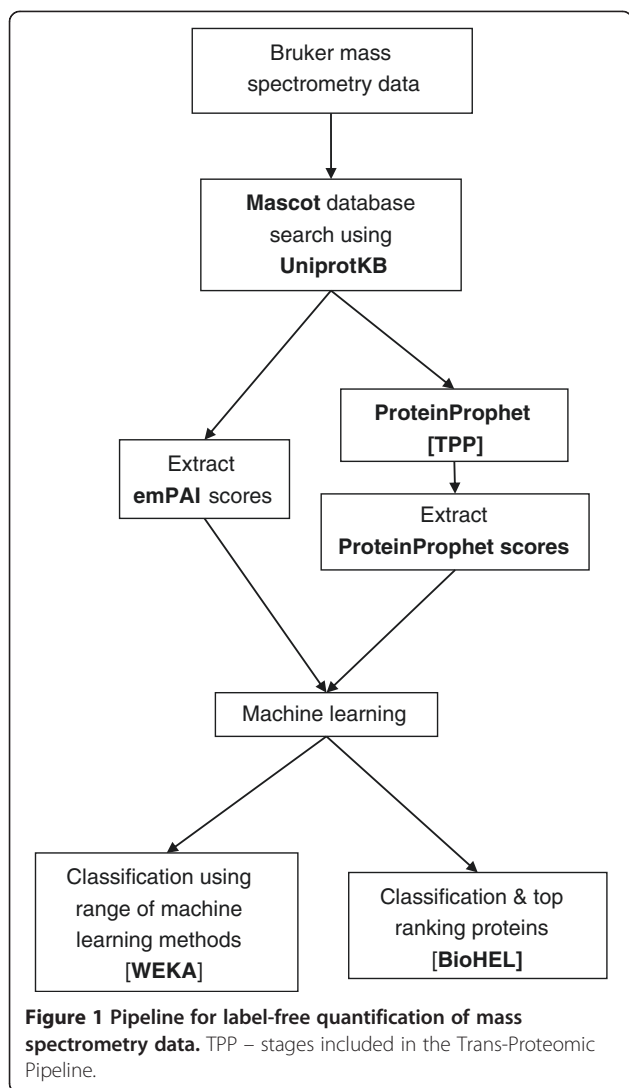 Bruker mass
spectrometry data
Mascot database
search using
UniprotKB
ProteinProphet
[TPP]
Extract
emPAI scores
Extract
ProteinProphet scores
Machine learning
Classification using
range of machine
learning methods
[WEKA]
Classification & top
ranking proteins
[BioHEL]
Figure 1 Pipeline for label-free quantification of mass
spectrometry data. TPP – stages included in the Trans-Proteomic
Pipeline.